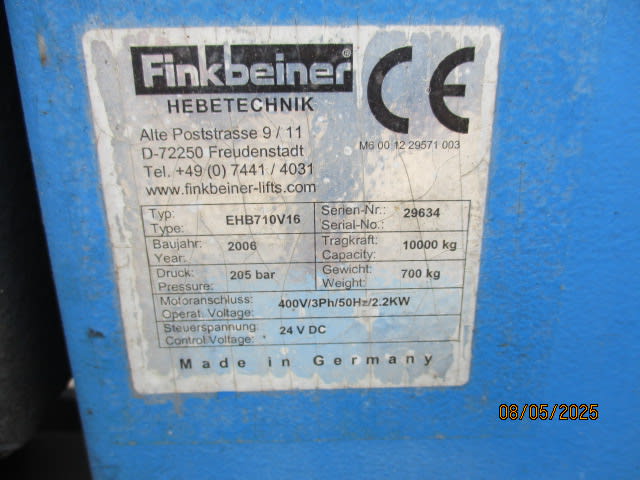 Finkbeiner®
HEBETECHNIK
CE
Alte Poststrasse 9 / 11
D-72250 Freudenstadt
Tel. +49 (0) 7441 / 4031
www.finkbeiner-lifts.com
M6 00 12 29571 003
Typ: Type: EHB710V16 Serien-Nr.: Serial-No.: 29634
Baujahr: Year: 2006 Tragkraft: Capacity: 10000 kg
Druck: Pressure: 205 bar Gewicht: Weight: 700 kg
Motoranschluss: Operat. Voltage: 400V/3Ph/50Hz/2.2KW
Steuerspannung: Control Voltage: 24 V DC
Made in Germany
08/05/2025